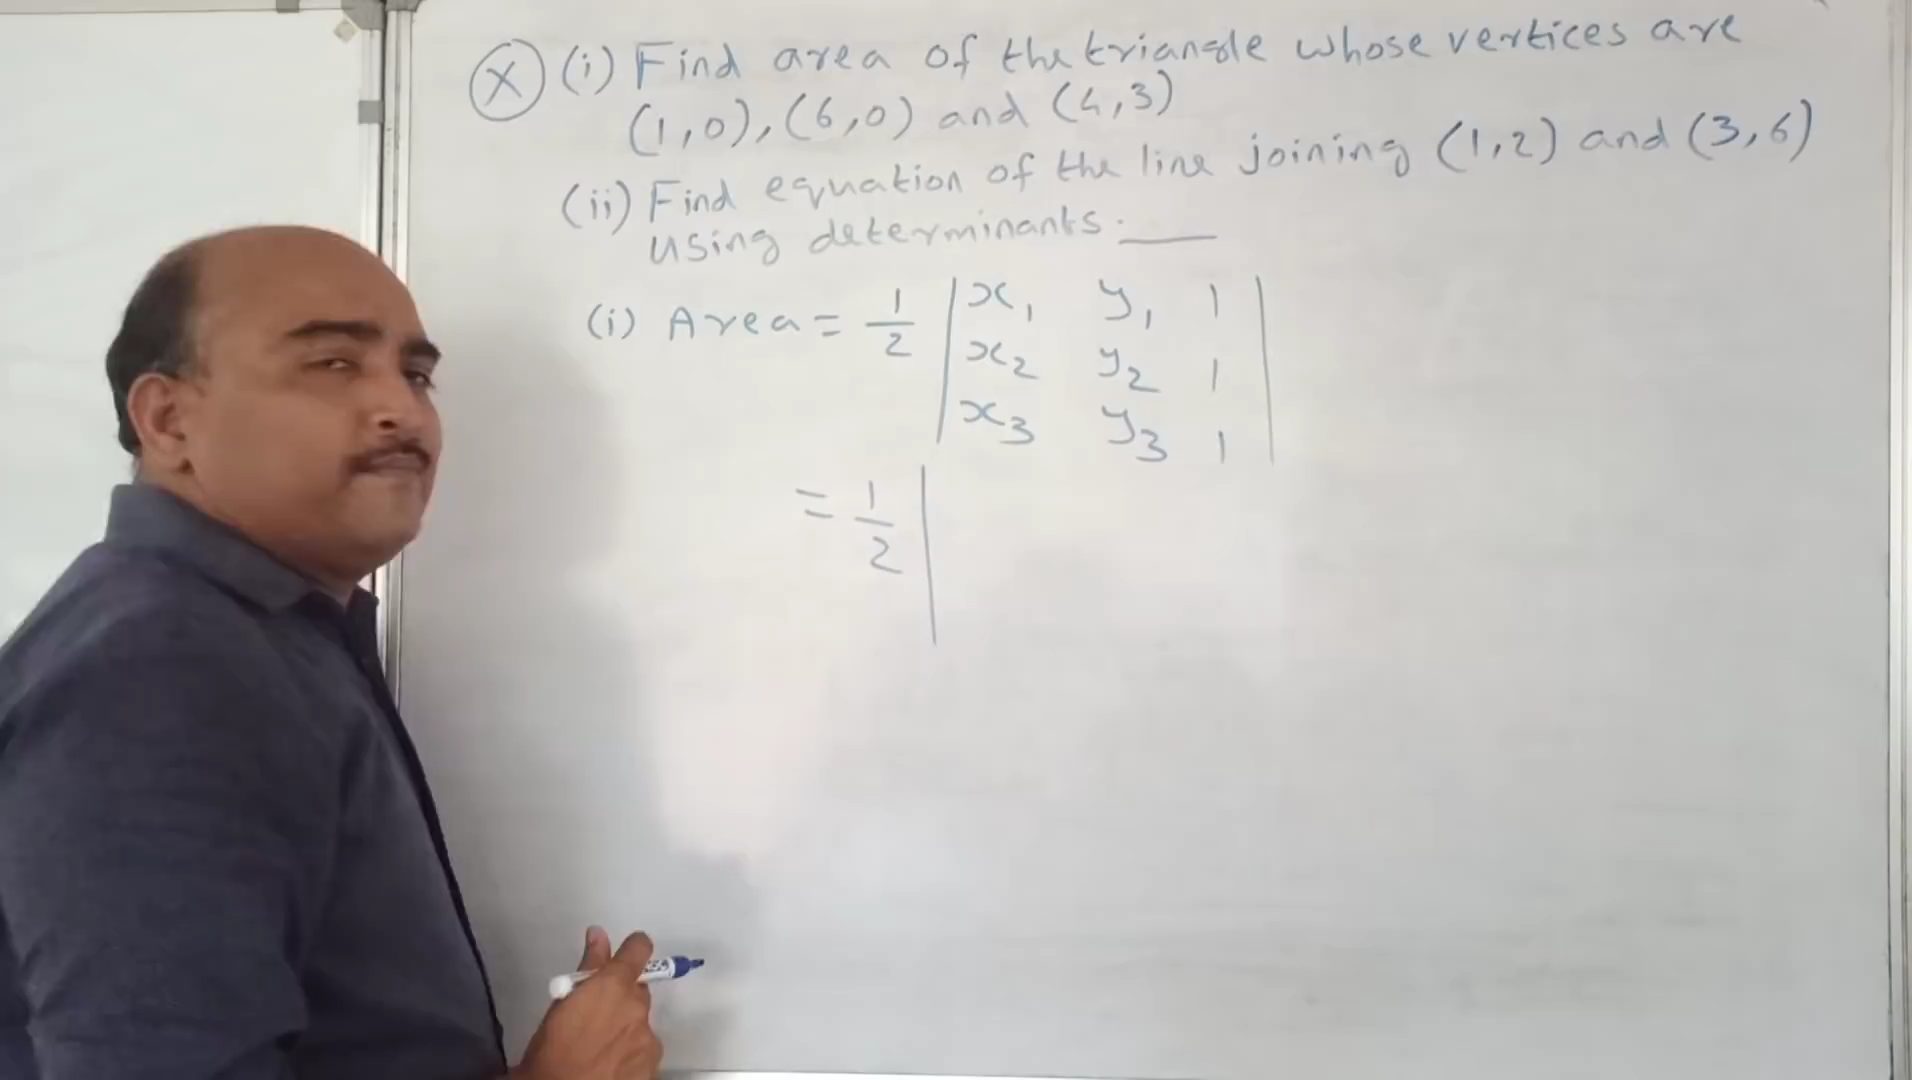 (X) (i) Find area of the triangle whose vertices are
(1,0), (6,0) and (4,3)
(ii) Find equation of the line joining (1,2) and (3,6)
using determinants.
(i) Area = 1/2 | x₁ y₁ 1 |
x₂ y₂ 1
x₃ y₃ 1
= 1/2 |